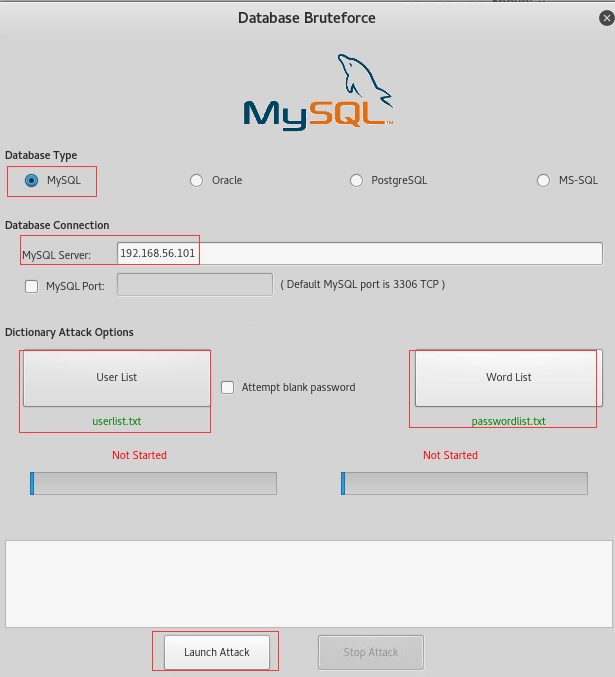 Database Bruteforce
MySQL™
Database Type
MySQL Oracle PostgreSQL MS-SQL
Database Connection
MySQL Server: 192.168.56.101
MySQL Port: ( Default MySQL port is 3306 TCP )
Dictionary Attack Options
User List Attempt blank password Word List
userlist.txt passwordlist.txt
Not Started Not Started
Launch Attack Stop Attack